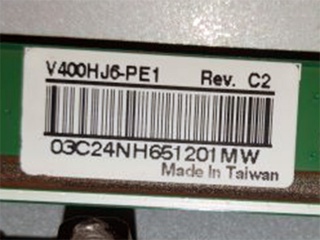 V400HJ6-PE1 Rev. C2
03C24NH651201MW
Made In Taiwan